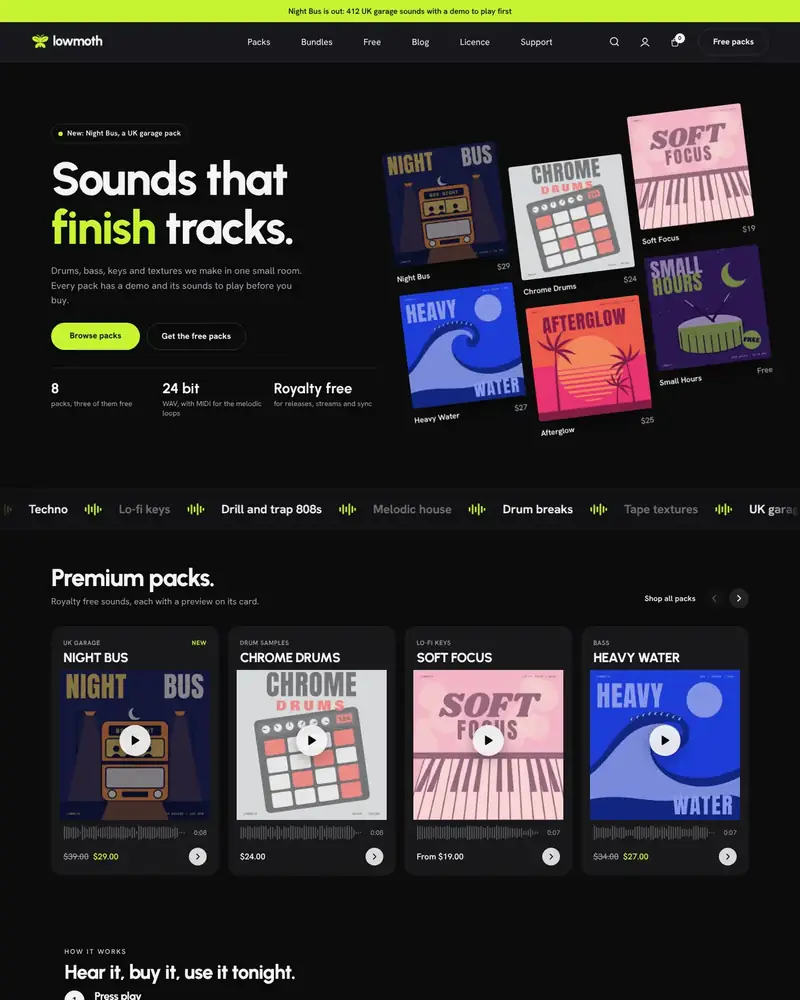 Night Bus is out: 412 UK garage sounds with a demo to play first
lowmoth
Packs
Bundles
Free
Blog
Licence
Support
0
Free packs
New: Night Bus, a UK garage pack
Sounds that
finish tracks.
Drums, bass, keys and textures we make in one small room.
Every pack has a demo and its sounds to play before you
buy.
Browse packs
Get the free packs
8
packs, three of them free
24 bit
WAV, with MIDI for the melodic
loops
Royalty free
for releases, streams and sync
NIGHT BUS
Night Bus
$29
CHROME
DRUMS
Chrome Drums
$24
SOFT
FOCUS
Soft Focus
$19
HEAVY
WATER
Heavy Water
$27
AFTERGLOW
Afterglow
$25
SMALL
HOURS
FREE
Small Hours
Free
Techno
Lo-fi keys
Drill and trap 808s
Melodic house
Drum breaks
Tape textures
UK garag
Premium packs.
Royalty free sounds, each with a preview on its card.
Shop all packs
UK GARAGE
NEW
NIGHT BUS
NIGHT BUS
0:08
$39.00 $29.00
DRUM SAMPLES
CHROME DRUMS
CHROME
DRUMS
124
0:08
$24.00
LO-FI KEYS
SOFT FOCUS
SOFT
FOCUS
0:07
From $19.00
BASS
HEAVY WATER
HEAVY
WATER
0:07
$34.00 $27.00
HOW IT WORKS
Hear it, buy it, use it tonight.
Press play